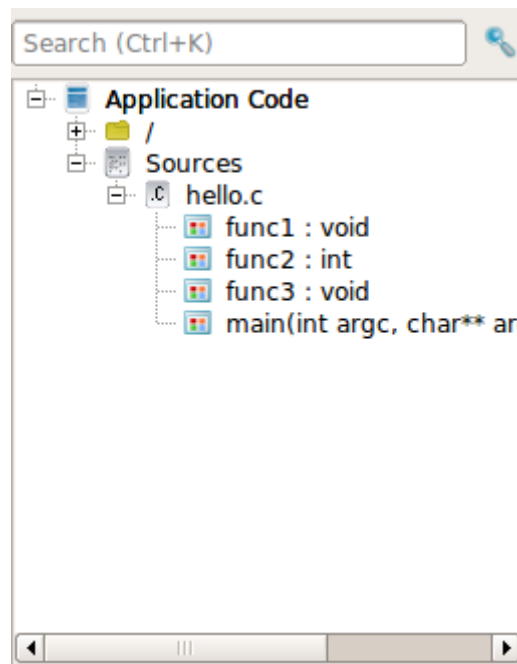 Search (Ctrl+K)
Application Code
/
Sources
.C hello.c
func1 : void
func2 : int
func3 : void
main(int argc, char** ar